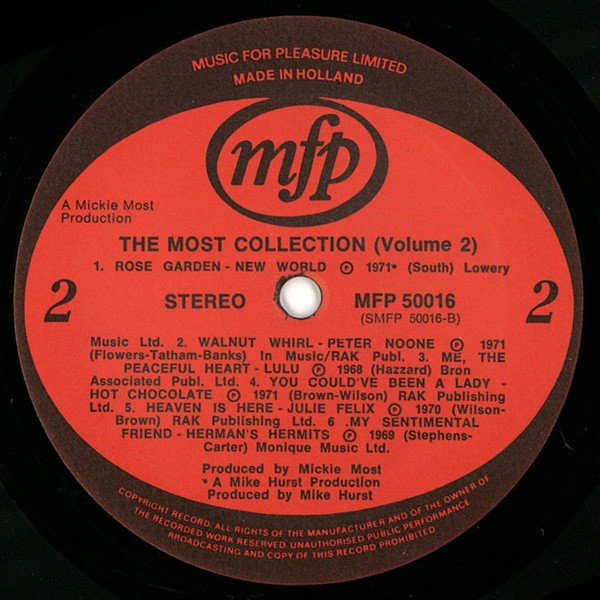 MUSIC FOR PLEASURE LIMITED
MADE IN HOLLAND
mfp
A Mickie Most
Production
THE MOST COLLECTION (Volume 2)
1. ROSE GARDEN - NEW WORLD ℗ 1971* (South) Lowery
2
STEREO
MFP 50016
(SMFP 50016-B)
2
Music Ltd. 2. WALNUT WHIRL - PETER NOONE ℗ 1971
(Flowers-Tatham-Banks) In Music/RAK Publ. 3. ME, THE
PEACEFUL HEART - LULU ℗ 1968 (Hazzard) Bron
Associated Publ. Ltd. 4. YOU COULD'VE BEEN A LADY -
HOT CHOCOLATE ℗ 1971 (Brown-Wilson) RAK Publishing
Ltd. 5. HEAVEN IS HERE - JULIE FELIX ℗ 1970 (Wilson-
Brown) RAK Publishing Ltd. 6 .MY SENTIMENTAL
FRIEND - HERMAN'S HERMITS ℗ 1969 (Stephens-
Carter) Monique Music Ltd.
Produced by Mickie Most
* A Mike Hurst Production
Produced by Mike Hurst
COPYRIGHT RECORD. ALL RIGHTS OF THE MANUFACTURER AND OF THE OWNER OF
THE RECORDED WORK RESERVED. UNAUTHORISED PUBLIC PERFORMANCE
BROADCASTING AND COPY OF THIS RECORD PROHIBITED